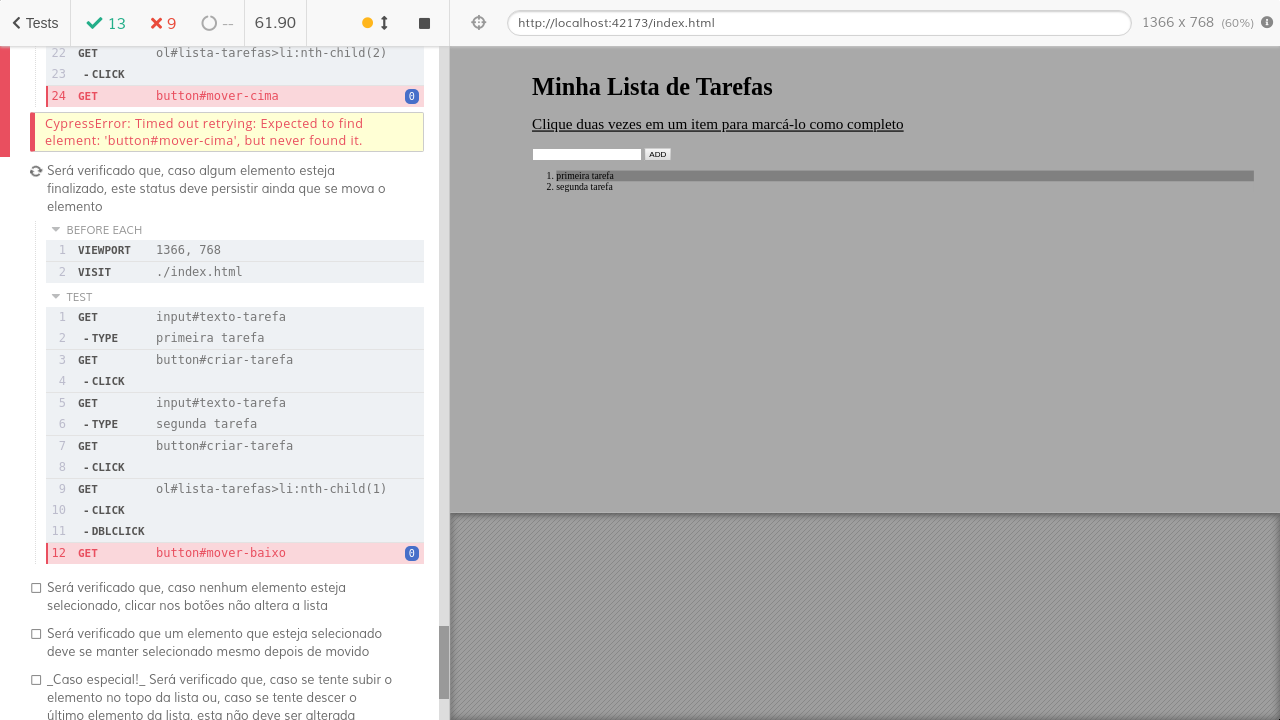 Tests 13 9 -- 61.90 http://localhost:42173/index.html 1366 x 768 (60%)
22 GET ol#lista-tarefas>li:nth-child(2)
23 -CLICK
24 GET button#mover-cima 0
CypressError: Timed out retrying: Expected to find
element: 'button#mover-cima', but never found it.
Será verificado que, caso algum elemento esteja
finalizado, este status deve persistir ainda que se mova o
elemento
BEFORE EACH
1 VIEWPORT 1366, 768
2 VISIT ./index.html
TEST
1 GET input#texto-tarefa
2 -TYPE primeira tarefa
3 GET button#criar-tarefa
4 -CLICK
5 GET input#texto-tarefa
6 -TYPE segunda tarefa
7 GET button#criar-tarefa
8 -CLICK
9 GET ol#lista-tarefas>li:nth-child(1)
10 -CLICK
11 -DBLCLICK
12 GET button#mover-baixo 0
Será verificado que, caso nenhum elemento esteja
selecionado, clicar nos botões não altera a lista
Será verificado que um elemento que esteja selecionado
deve se manter selecionado mesmo depois de movido
_Caso especial!_ Será verificado que, caso se tente subir o
elemento no topo da lista ou, caso se tente descer o
último elemento da lista, esta não deve ser alterada
Minha Lista de Tarefas
Clique duas vezes em um item para marcá-lo como completo
ADD
1. primeira tarefa
2. segunda tarefa